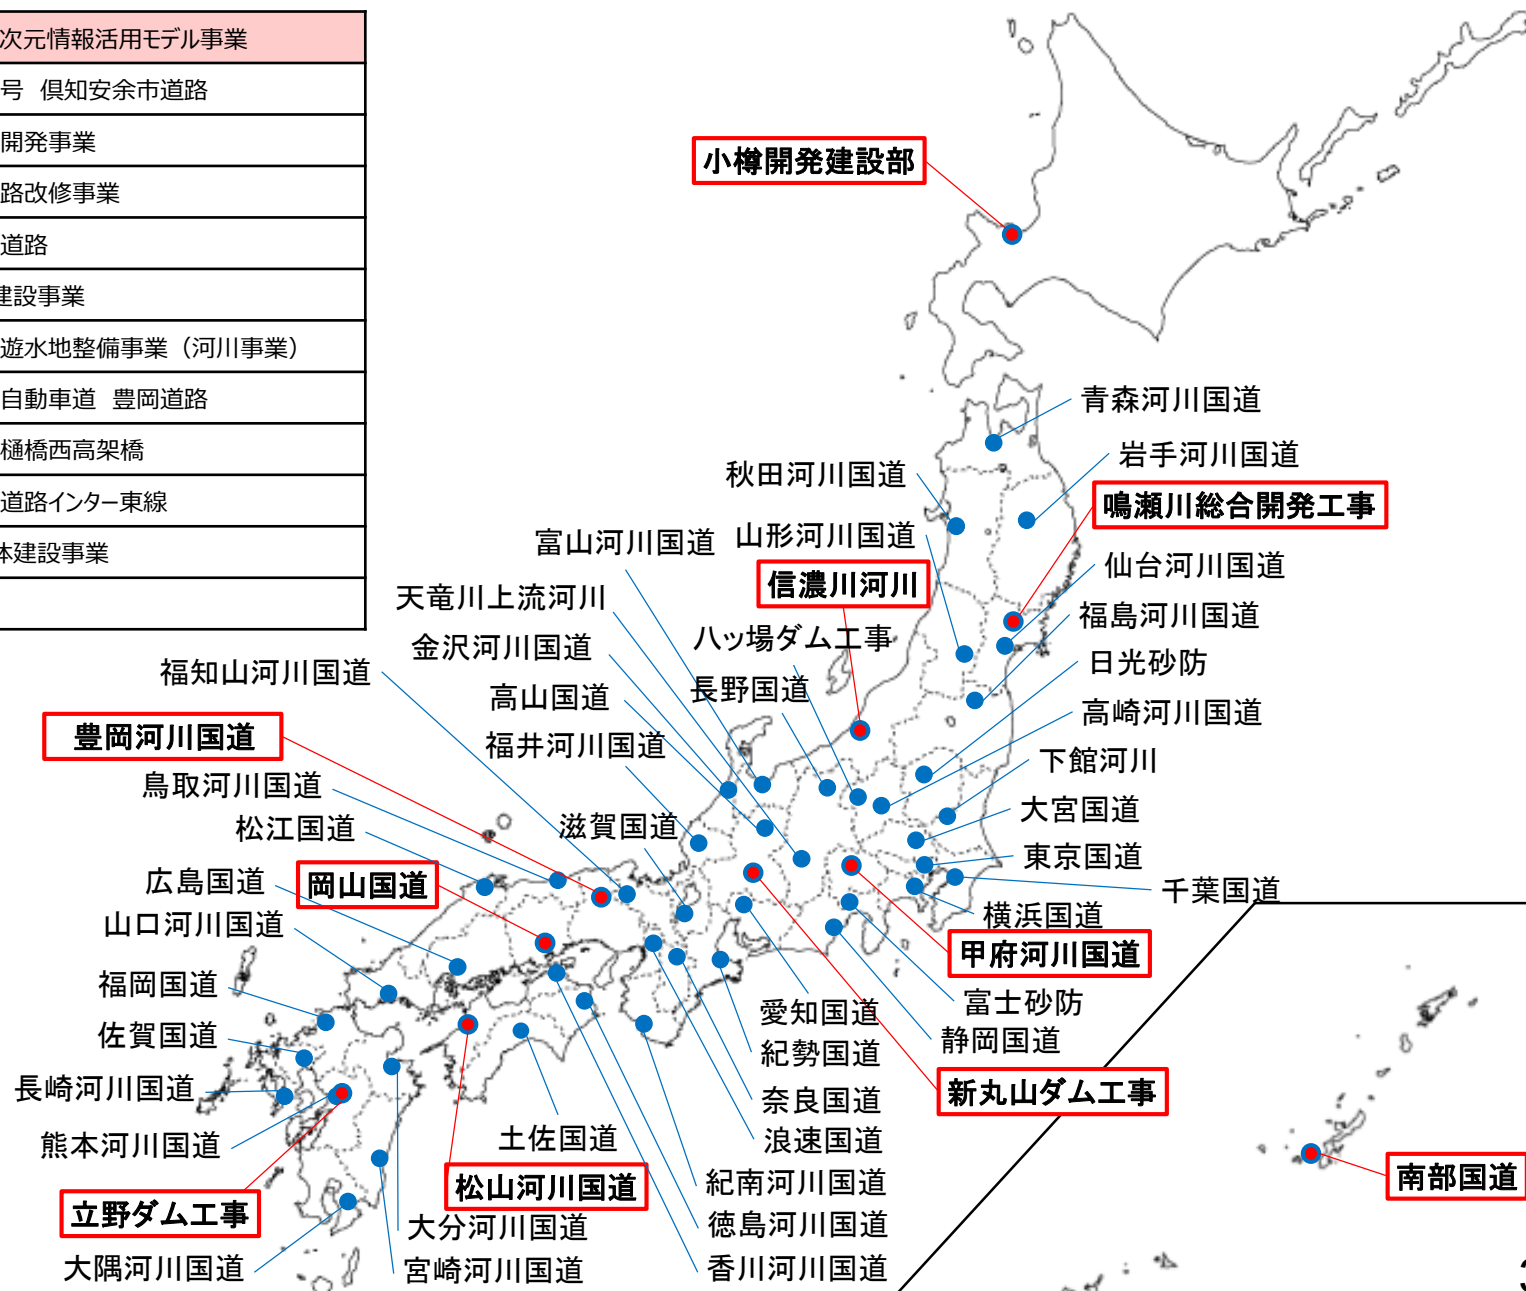 次元情報活用モデル事業
号 倶知安余市道路
開発事業
路改修事業
道路
建設事業
遊水地整備事業（河川事業）
自動車道 豊岡道路
樋橋西高架橋
道路インター東線
体建設事業
小樽開発建設部
青森河川国道
岩手河川国道
秋田河川国道
鳴瀬川総合開発工事
富山河川国道
山形河川国道
仙台河川国道
信濃川河川
天竜川上流河川
福島河川国道
金沢河川国道
八ッ場ダム工事
日光砂防
福知山河川国道
高山国道
長野国道
高崎河川国道
豊岡河川国道
福井河川国道
下館河川
鳥取河川国道
大宮国道
松江国道
滋賀国道
東京国道
広島国道
岡山国道
千葉国道
山口河川国道
横浜国道
甲府河川国道
福岡国道
富士砂防
愛知国道
佐賀国道
静岡国道
紀勢国道
長崎河川国道
新丸山ダム工事
奈良国道
熊本河川国道
土佐国道
浪速国道
南部国道
松山河川国道
紀南河川国道
立野ダム工事
大分河川国道
徳島河川国道
大隅河川国道
宮崎河川国道
香川河川国道